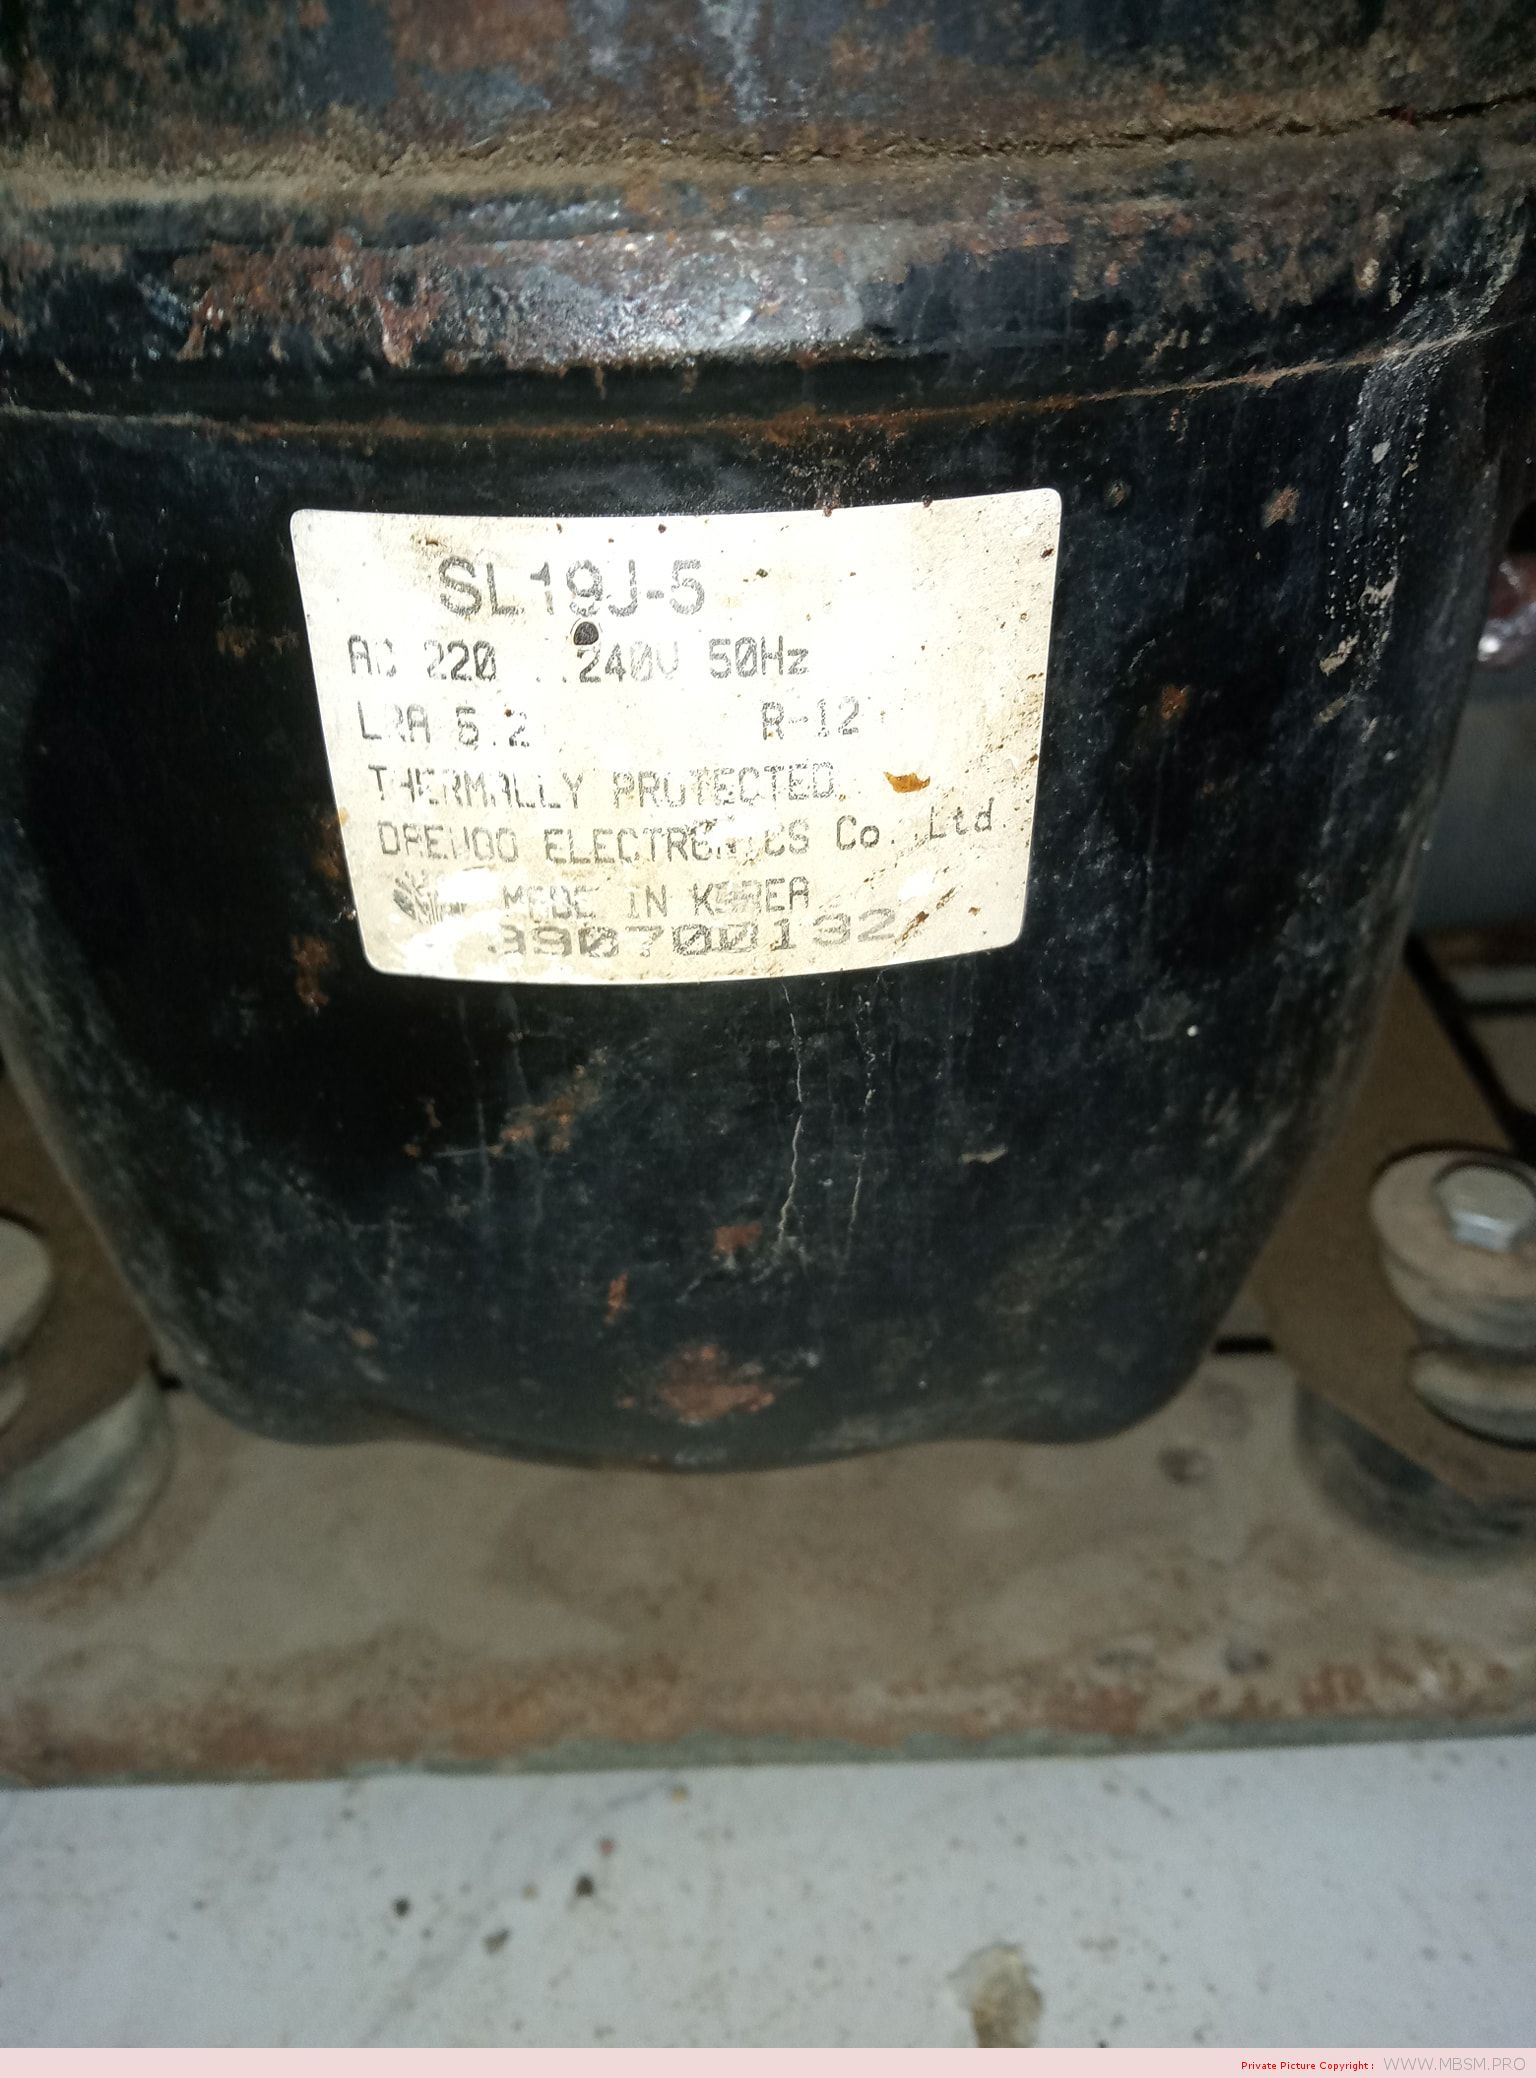 SL19J-5
AC 220 ..240V 50Hz
LRA 5.2 R-12
THERMALLY PROTECTED.
DAEWOO ELECTRONICS Co. Ltd
MADE IN KOREA
Private Picture Copyright : WWW.MBSM.PRO